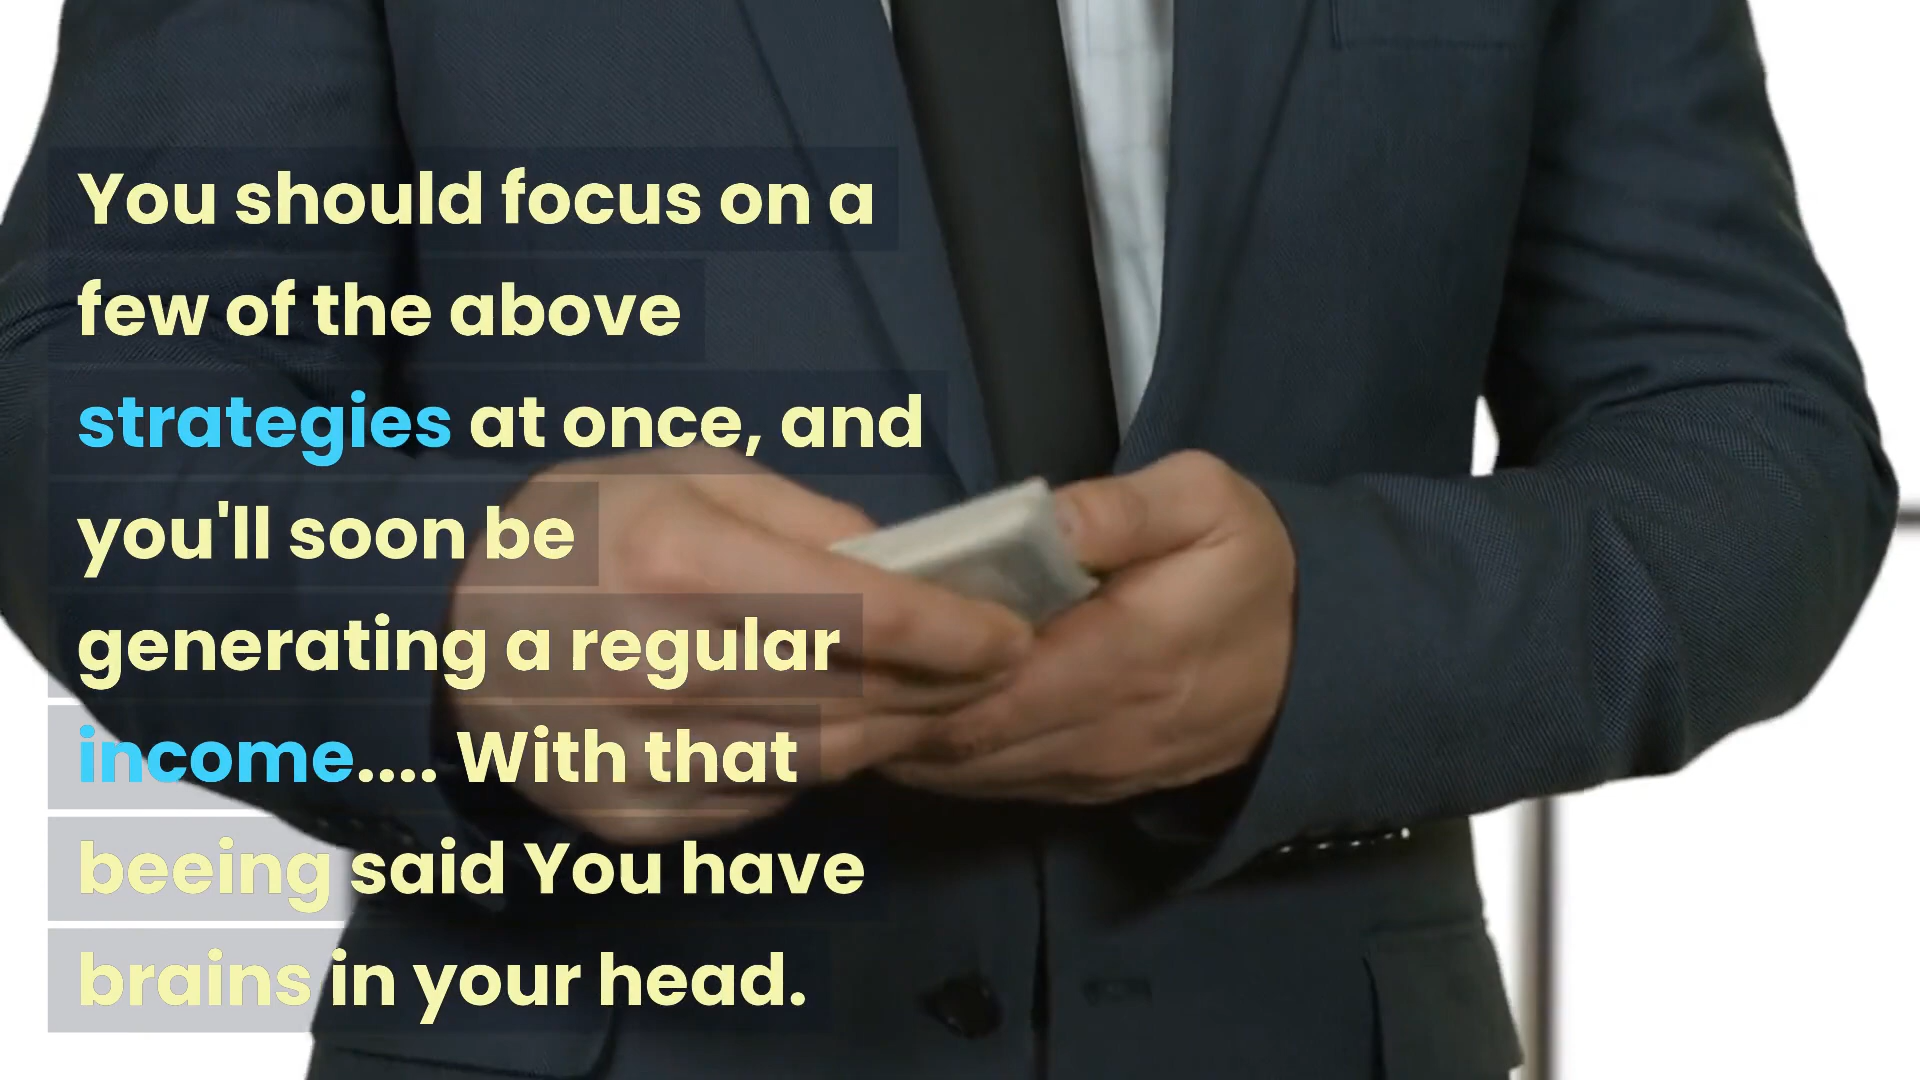 You should focus on a
few of the above
strategies at once, and
you'll soon be
generating a regular
income.... With that
beeing said You have
brains in your head.